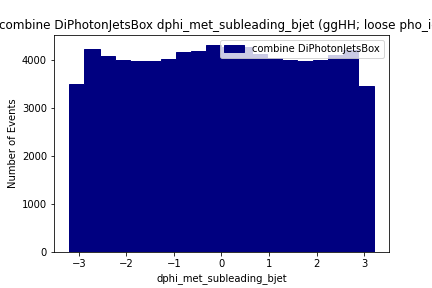 combine DiPhotonJetsBox dphi_met_subleading_bjet (ggHH; loose pho_i
combine DiPhotonJetsBox
Number of Events
4000
3000
2000
1000
0
−3 −2 −1 0 1 2 3
dphi_met_subleading_bjet